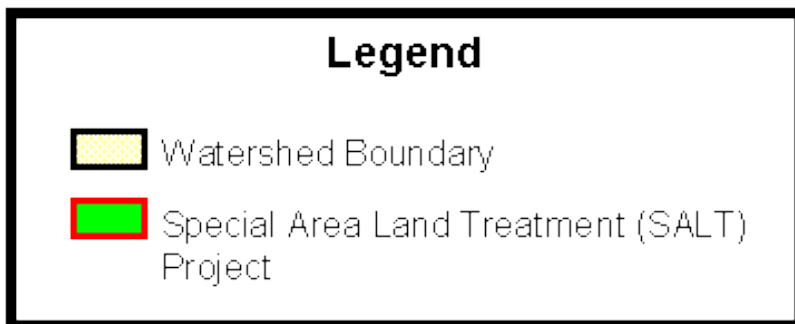 Legend
Watershed Boundary
Special Area Land Treatment (SALT)
Project